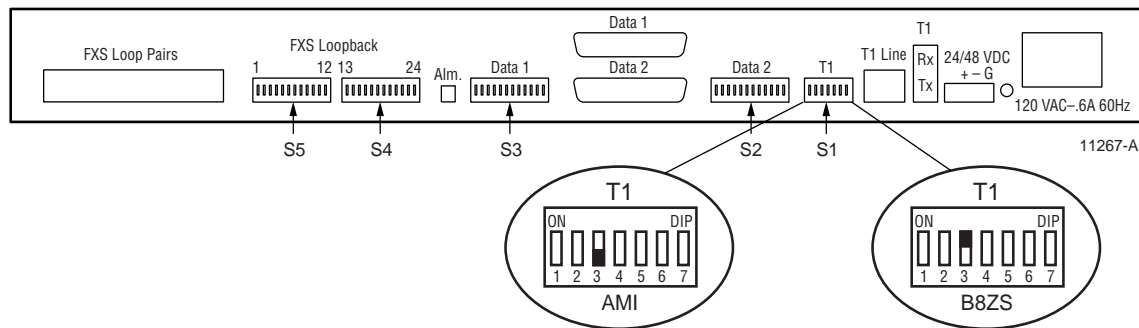 Data 1
T1
FXS Loop Pairs
FXS Loopback
1 12 13 24
Alm.
Data 1
Data 2
Data 2
T1
T1 Line
Rx
Tx
24/48 VDC
+ – G
120 VAC–.6A 60Hz
S5
S4
S3
S2
S1
11267-A
T1
ON DIP
1 2 3 4 5 6 7
AMI
T1
ON DIP
1 2 3 4 5 6 7
B8ZS